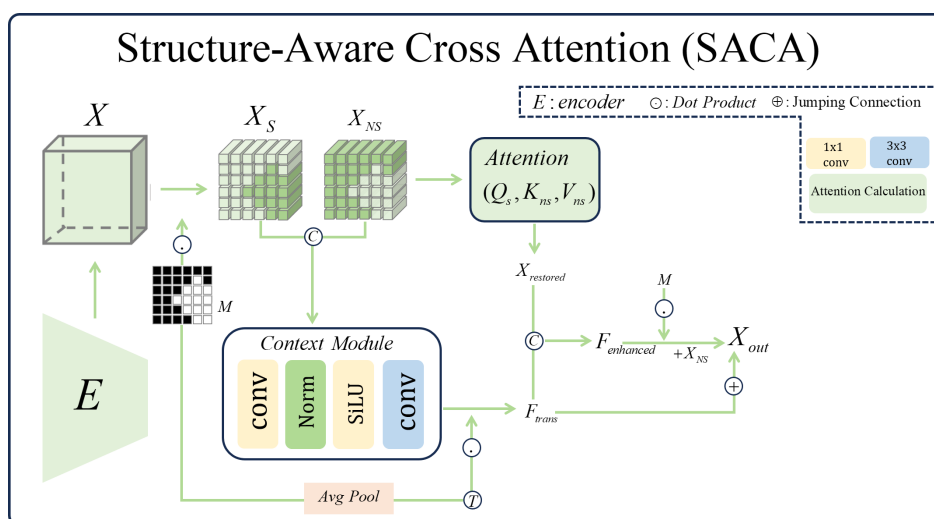 Structure-Aware Cross Attention (SACA)
E : encoder ⊙ : Dot Product ⊕ : Jumping Connection
1x1
conv
3x3
conv
Attention Calculation
X
X_S
X_NS
Attention
(Q_s, K_ns, V_ns)
C
M
X_restored
M
C
F_enhanced
+X_NS
X_out
Context Module
conv
Norm
SiLU
conv
E
F_trans
Avg Pool
T